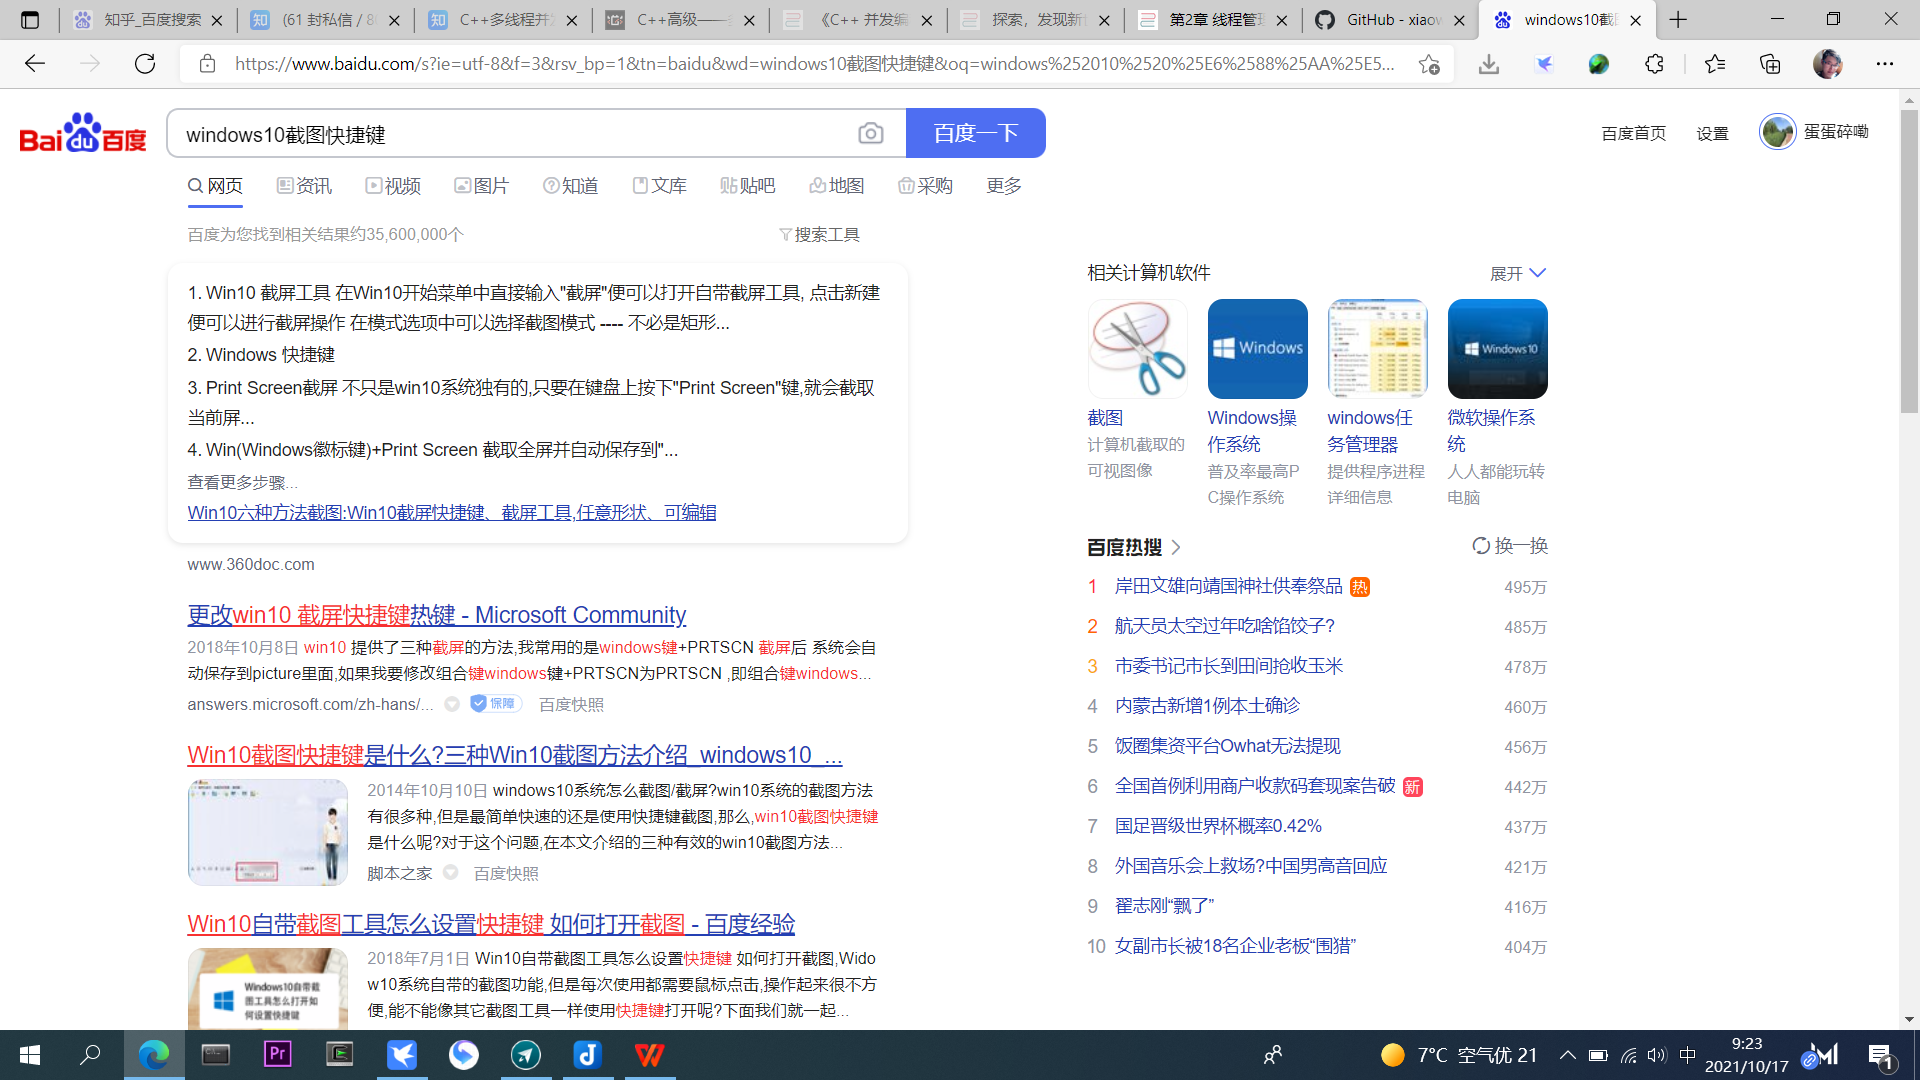 知乎_百度搜索
(61 封私信 / 8
C++多线程并
C++高级——
《C++ 并发编
探索，发现新
第2章 线程管
GitHub - xiaow
windows10截
https://www.baidu.com/s?ie=utf-8&f=3&rsv_bp=1&tn=baidu&wd=windows10截图快捷键&oq=windows%252010%2520%25E6%2588%25AA%25E5...
Bai du 百度
windows10截图快捷键
百度一下
百度首页
设置
蛋蛋碎嘞
网页
资讯
视频
图片
知道
文库
贴吧
地图
采购
更多
百度为您找到相关结果约35,600,000个
搜索工具
1. Win10 截屏工具 在Win10开始菜单中直接输入"截屏"便可以打开自带截屏工具, 点击新建
便可以进行截屏操作 在模式选项中可以选择截图模式 ---- 不必是矩形...
2. Windows 快捷键
3. Print Screen截屏 不只是win10系统独有的,只要在键盘上按下"Print Screen"键,就会截取
当前屏...
4. Win(Windows徽标键)+Print Screen 截取全屏并自动保存到"...
查看更多步骤...
Win10六种方法截图:Win10截屏快捷键、截屏工具,任意形状、可编辑
www.360doc.com
更改win10 截屏快捷键热键 - Microsoft Community
2018年10月8日 win10 提供了三种截屏的方法,我常用的是windows键+PRTSCN 截屏后 系统会自
动保存到picture里面,如果我要修改组合键windows键+PRTSCN为PRTSCN ,即组合键windows...
answers.microsoft.com/zh-hans/...
保障
百度快照
Win10截图快捷键是什么?三种Win10截图方法介绍_windows10_...
2014年10月10日 windows10系统怎么截图/截屏?win10系统的截图方法
有很多种,但是最简单快速的还是使用快捷键截图,那么,win10截图快捷键
是什么呢?对于这个问题,在本文介绍的三种有效的win10截图方法...
脚本之家
百度快照
Win10自带截图工具怎么设置快捷键 如何打开截图 - 百度经验
Windows10自带截
图工具怎么打开如
何设置快捷键
2018年7月1日 Win10自带截图工具怎么设置快捷键 如何打开截图,Wido
w10系统自带的截图功能,但是每次使用都需要鼠标点击,操作起来很不方
便,能不能像其它截图工具一样使用快捷键打开呢?下面我们就一起...
相关计算机软件
展开
Windows
Windows 10
截图
计算机截取的
可视图像
Windows操
作系统
普及率最高P
C操作系统
windows任
务管理器
提供程序进程
详细信息
微软操作系
统
人人都能玩转
电脑
百度热搜
换一换
1 岸田文雄向靖国神社供奉祭品 热 495万
2 航天员太空过年吃啥馅饺子? 485万
3 市委书记市长到田间抢收玉米 478万
4 内蒙古新增1例本土确诊 460万
5 饭圈集资平台Owhat无法提现 456万
6 全国首例利用商户收款码套现案告破 新 442万
7 国足晋级世界杯概率0.42% 437万
8 外国音乐会上救场?中国男高音回应 421万
9 翟志刚“飘了” 416万
10 女副市长被18名企业老板“围猎” 404万
Pr
7°C 空气优 21
中
9:23
2021/10/17
1